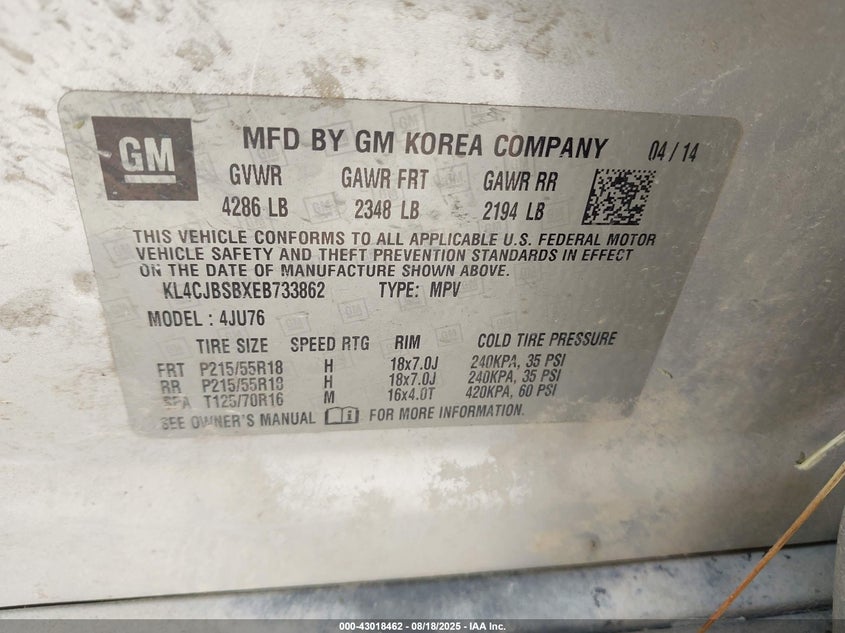 GM
MFD BY GM KOREA COMPANY 04 / 14
GVWR GAWR FRT GAWR RR
4286 LB 2348 LB 2194 LB
THIS VEHICLE CONFORMS TO ALL APPLICABLE U.S. FEDERAL MOTOR
VEHICLE SAFETY AND THEFT PREVENTION STANDARDS IN EFFECT
ON THE DATE OF MANUFACTURE SHOWN ABOVE.
KL4CJBSBXEB733862 TYPE: MPV
MODEL : 4JU76
TIRE SIZE SPEED RTG RIM COLD TIRE PRESSURE
FRT P215/55R18 H 18x7.0J 240KPA, 35 PSI
RR P215/55R18 H 18x7.0J 240KPA, 35 PSI
SPA T125/70R16 M 16x4.0T 420KPA, 60 PSI
SEE OWNER'S MANUAL FOR MORE INFORMATION.
000-43018462 - 08/18/2025 - IAA Inc.